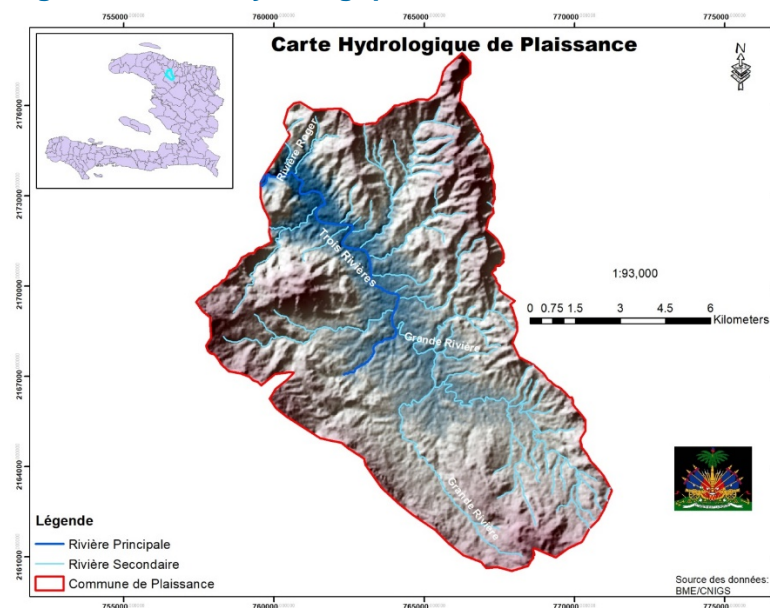 755000 760000 765000 770000 775000
Carte Hydrologique de Plaissance
N
2176000
2173000
2170000
2167000
2164000
2161000
Rivière Roger
Trois Rivières
Grande Rivière
Grande Rivière
1:93,000
0 0.75 1.5 3 4.5 6
Kilometers
Légende
Rivière Principale
Rivière Secondaire
Commune de Plaissance
Source des données:
BME/CNIGS
755000 760000 765000 770000 775000